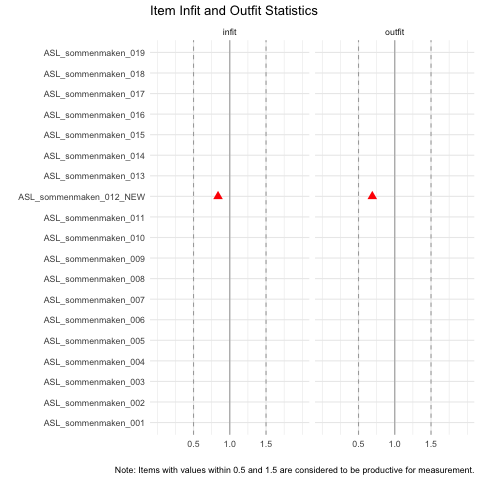 Item Infit and Outfit Statistics
infit
outfit
ASL_sommenmaken_019
ASL_sommenmaken_018
ASL_sommenmaken_017
ASL_sommenmaken_016
ASL_sommenmaken_015
ASL_sommenmaken_014
ASL_sommenmaken_013
ASL_sommenmaken_012_NEW
ASL_sommenmaken_011
ASL_sommenmaken_010
ASL_sommenmaken_009
ASL_sommenmaken_008
ASL_sommenmaken_007
ASL_sommenmaken_006
ASL_sommenmaken_005
ASL_sommenmaken_004
ASL_sommenmaken_003
ASL_sommenmaken_002
ASL_sommenmaken_001
0.5 1.0 1.5 0.5 1.0 1.5
Note: Items with values within 0.5 and 1.5 are considered to be productive for measurement.